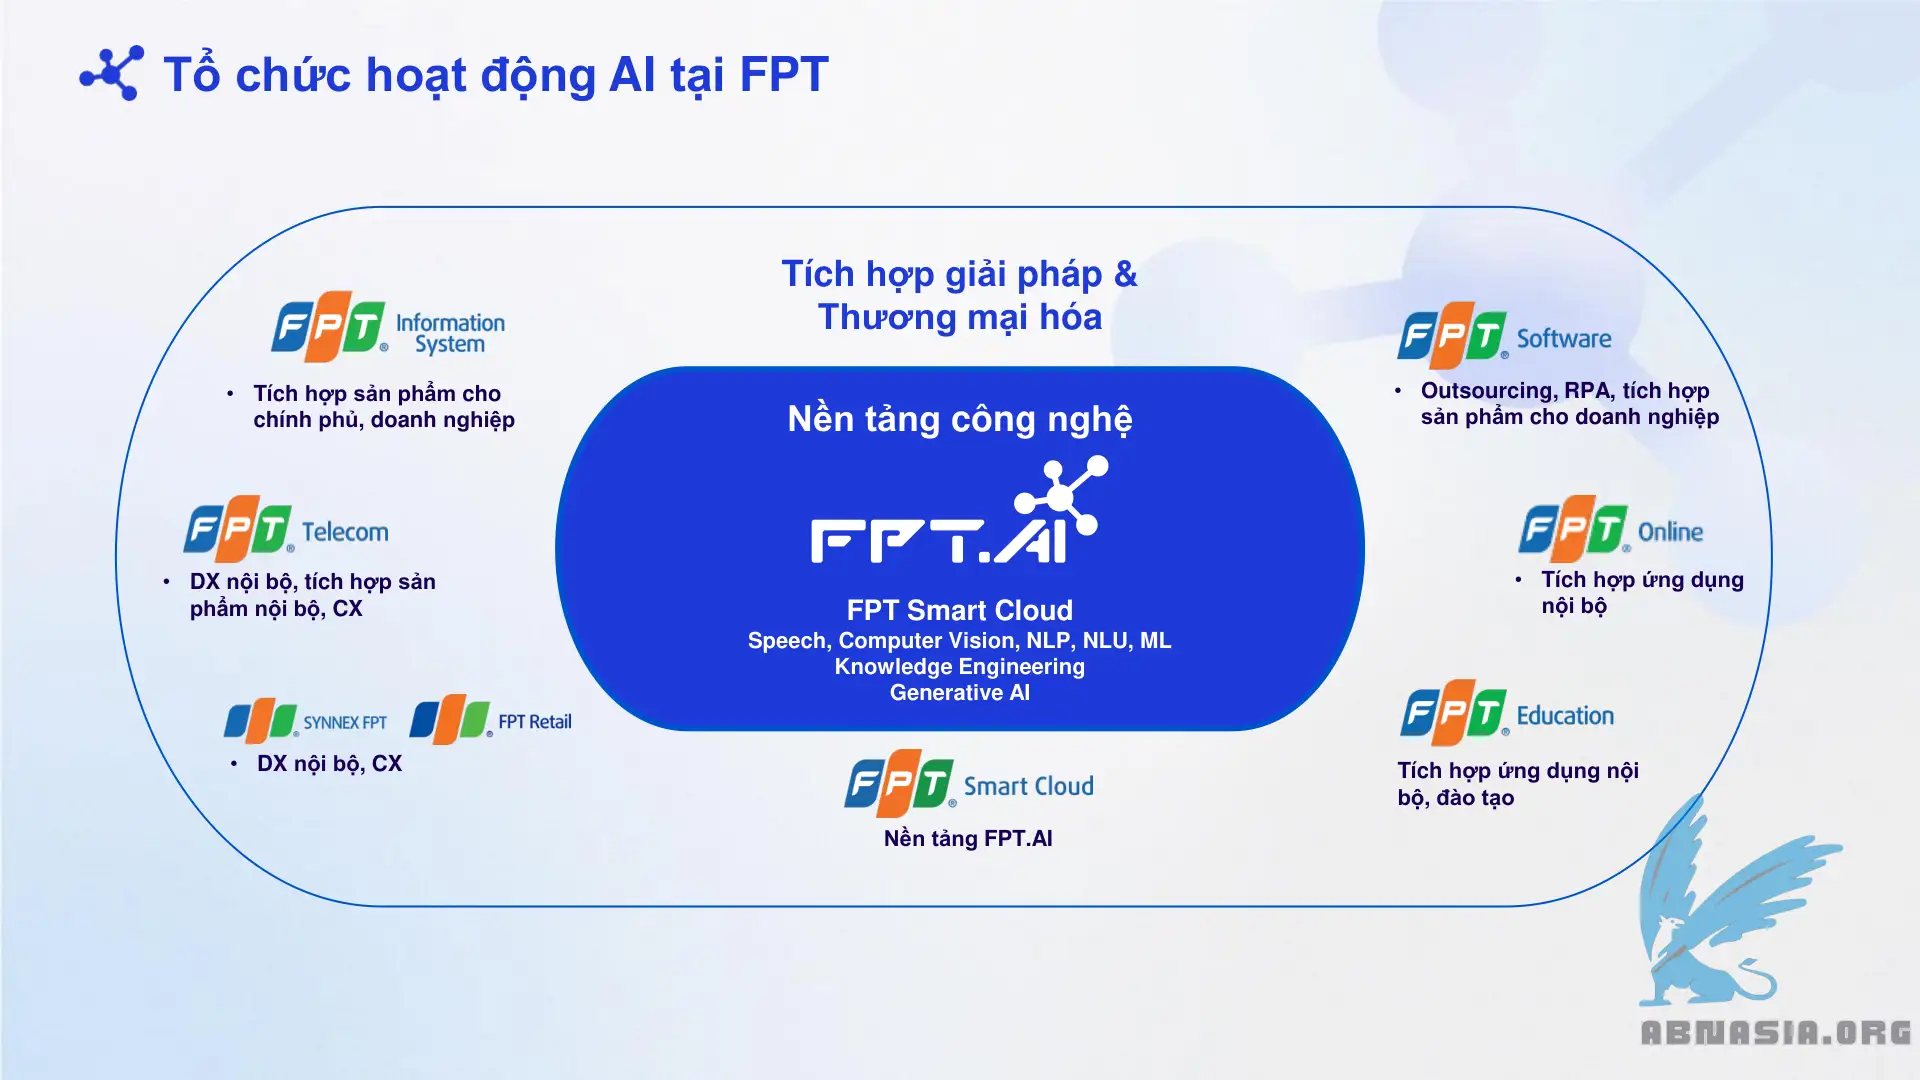 Tổ chức hoạt động AI tại FPT
Tích hợp giải pháp &
Thương mại hóa
FPT Information
System
• Tích hợp sản phẩm cho
chính phủ, doanh nghiệp
FPT Telecom
• DX nội bộ, tích hợp sản
phẩm nội bộ, CX
SYNNEX FPT
FPT Retail
• DX nội bộ, CX
Nền tảng công nghệ
FPT.AI
FPT Smart Cloud
Speech, Computer Vision, NLP, NLU, ML
Knowledge Engineering
Generative AI
FPT Smart Cloud
Nền tảng FPT.AI
FPT Software
• Outsourcing, RPA, tích hợp
sản phẩm cho doanh nghiệp
FPT Online
• Tích hợp ứng dụng
nội bộ
FPT Education
Tích hợp ứng dụng nội
bộ, đào tạo
ABNASIA.ORG